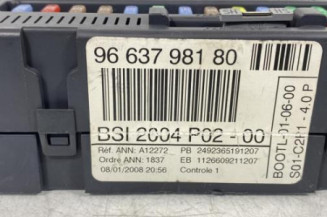 96 637 981 80
BSI 2004 P02 - 00
Réf. ANN: A12272 PB 2492365191207
Ordre ANN: 1837 EB 1126609211207
08/01/2008 20:56 Controle 1
BOOTL-01-06-00
S01-C2H1 - 4.0 P